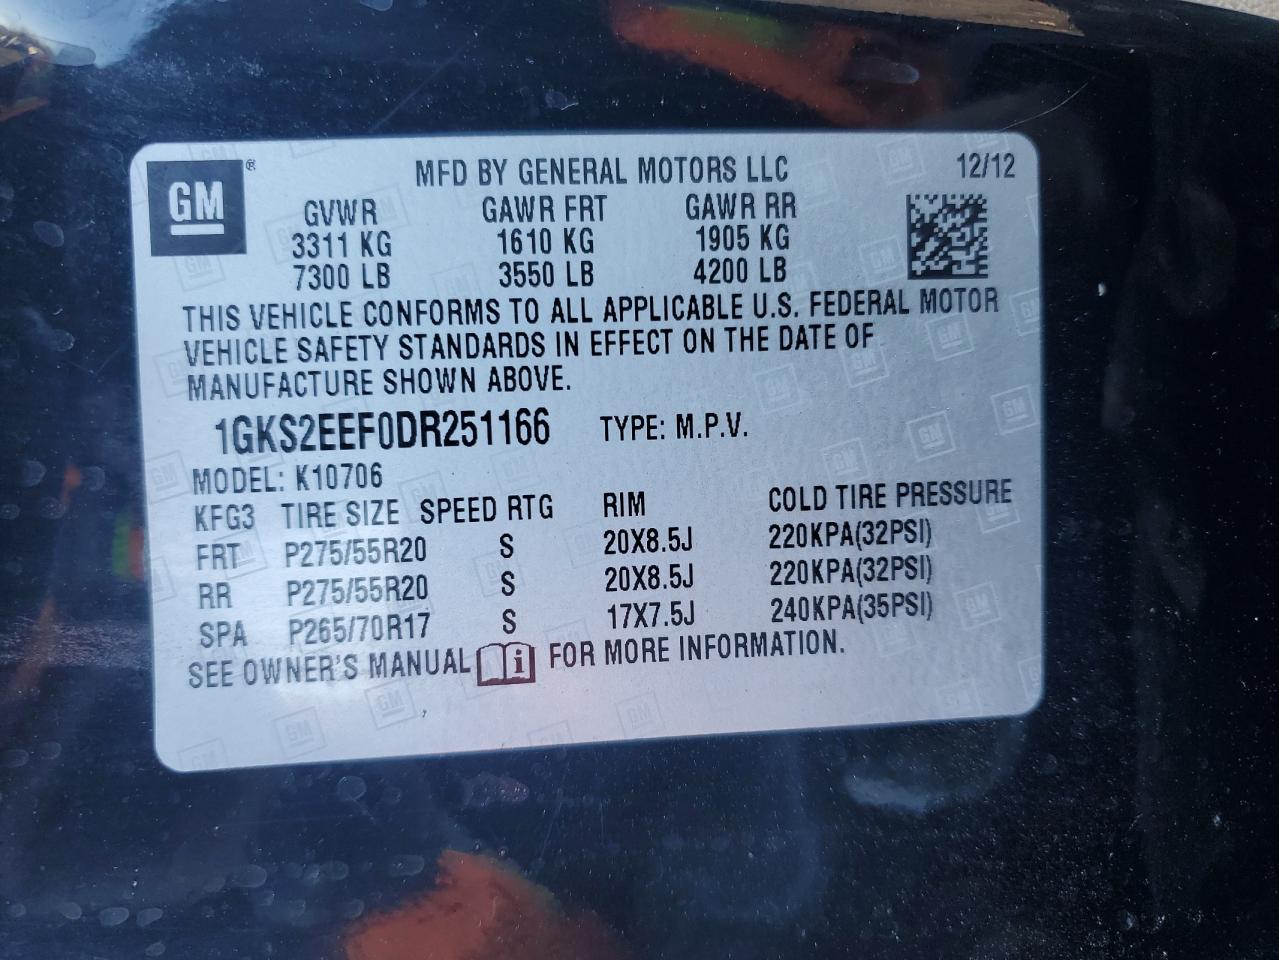 GM®
MFD BY GENERAL MOTORS LLC 12/12
GVWR GAWR FRT GAWR RR
3311 KG 1610 KG 1905 KG
7300 LB 3550 LB 4200 LB
THIS VEHICLE CONFORMS TO ALL APPLICABLE U.S. FEDERAL MOTOR
VEHICLE SAFETY STANDARDS IN EFFECT ON THE DATE OF
MANUFACTURE SHOWN ABOVE.
1GKS2EEF0DR251166 TYPE: M.P.V.
MODEL: K10706
KFG3 TIRE SIZE SPEED RTG RIM COLD TIRE PRESSURE
FRT P275/55R20 S 20X8.5J 220KPA(32PSI)
RR P275/55R20 S 20X8.5J 220KPA(32PSI)
SPA P265/70R17 S 17X7.5J 240KPA(35PSI)
SEE OWNER'S MANUAL i FOR MORE INFORMATION.